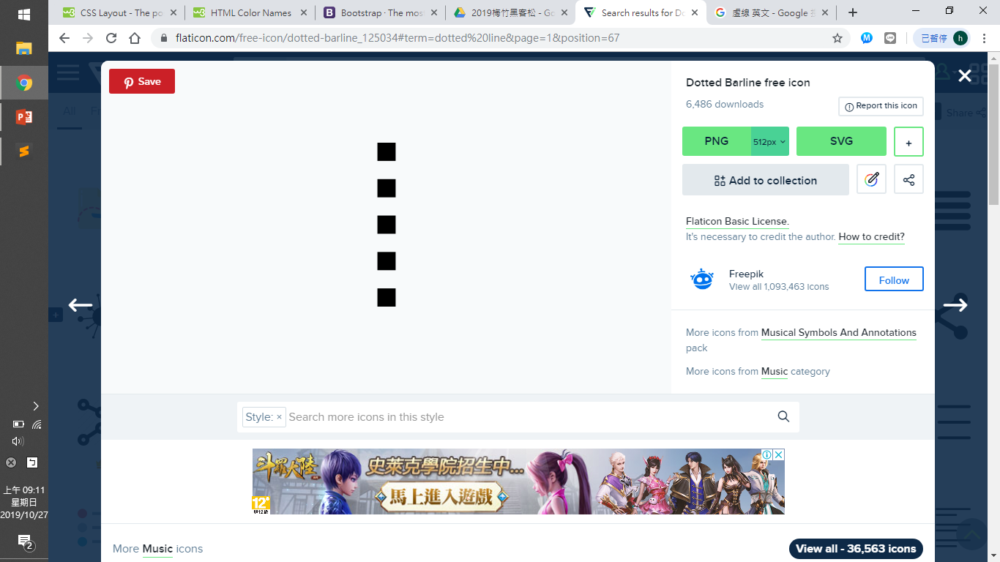 CSS Layout - The po
HTML Color Names
Bootstrap · The mos
2019梅竹黑客松 - Go
Search results for Do
虛線 英文 - Google 
flaticon.com/free-icon/dotted-barline_125034#term=dotted%20line&page=1&position=67
已暫停
h
All
Share
Save
Dotted Barline free icon
6,486 downloads
Report this icon
PNG
512px
SVG
+
Add to collection
Flaticon Basic License.
It's necessary to credit the author. How to credit?
Freepik
View all 1,093,463 icons
Follow
More icons from Musical Symbols And Annotations
pack
More icons from Music category
Style: ×
Search more icons in this style
斗羅大陸
史萊克學院招生中...
馬上進入遊戲
12+
More Music icons
View all - 36,563 icons
上午 09:11
星期日
2019/10/27
2